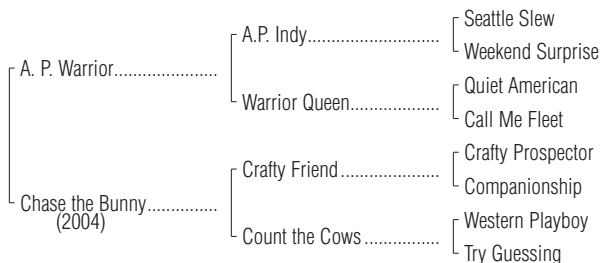 Seattle Slew
A.P. Indy
Weekend Surprise
A. P. Warrior
Quiet American
Warrior Queen
Call Me Fleet
Crafty Prospector
Crafty Friend
Companionship
Chase the Bunny
(2004)
Western Playboy
Count the Cows
Try Guessing